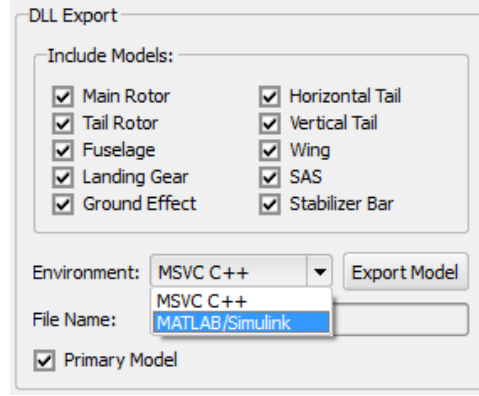 DLL Export
Include Models:
Main Rotor Horizontal Tail
Tail Rotor Vertical Tail
Fuselage Wing
Landing Gear SAS
Ground Effect Stabilizer Bar
Environment: MSVC C++ Export Model
MSVC C++
File Name: MATLAB/Simulink
Primary Model